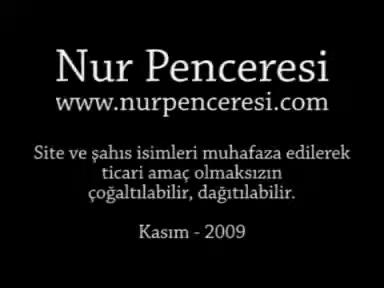 Nur Penceresi
www.nurpenceresi.com
Site ve şahıs isimleri muhafaza edilerek
ticari amaç olmaksızın
çoğaltılabilir, dağıtılabilir.
Kasım - 2009